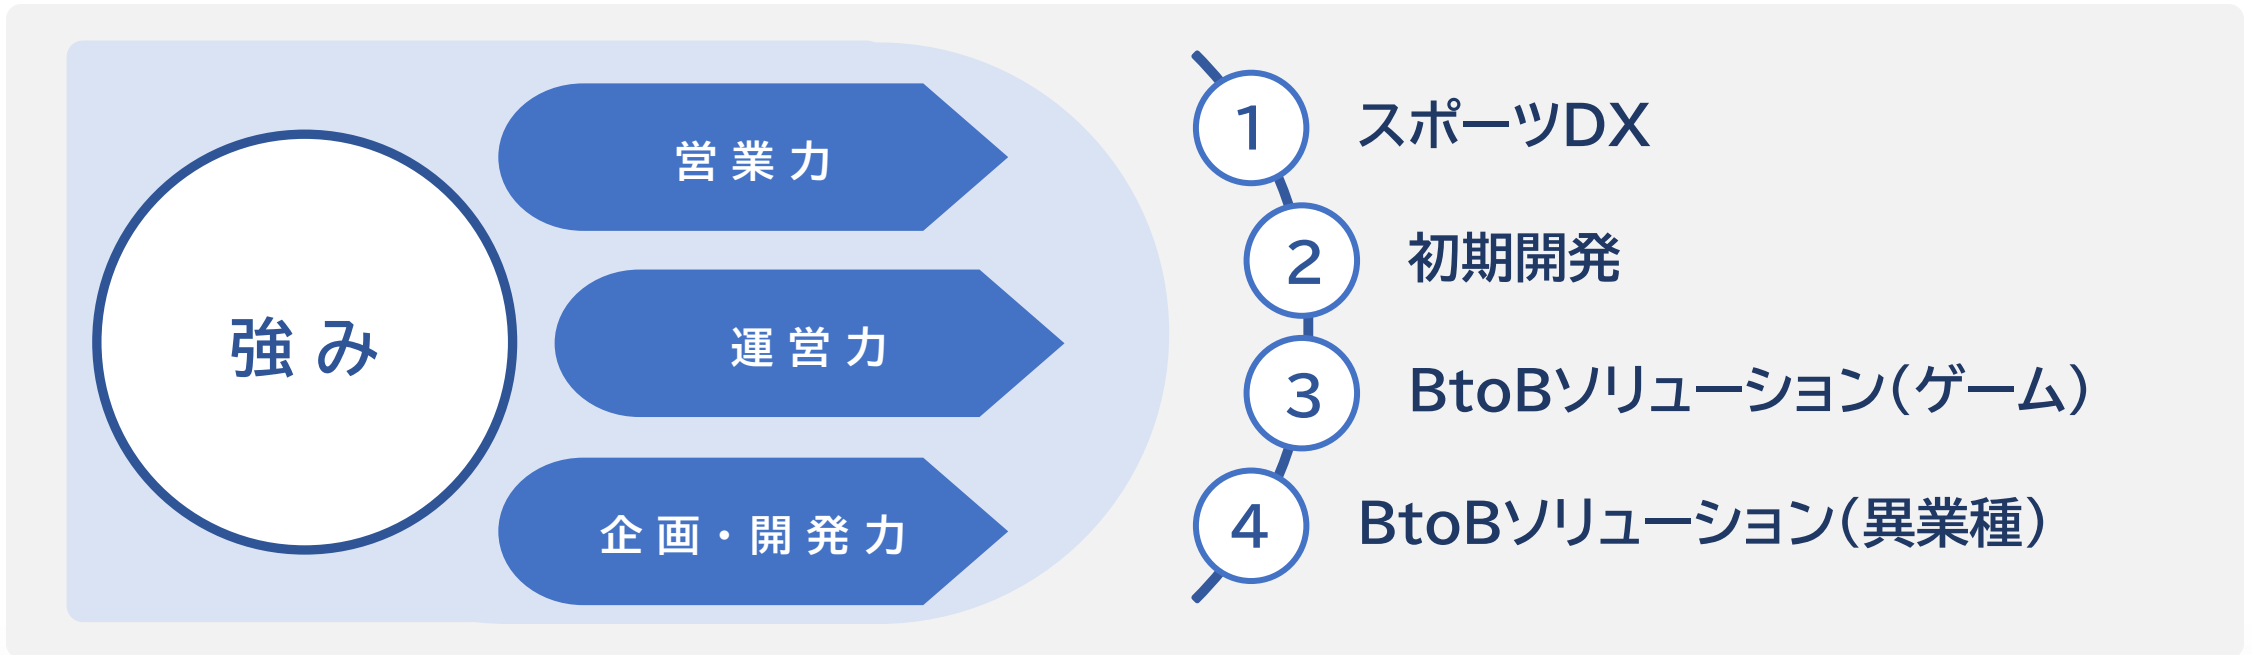 強み
営業力
運営力
企画・開発力
1 スポーツDX
2 初期開発
3 BtoBソリューション(ゲーム)
4 BtoBソリューション(異業種)